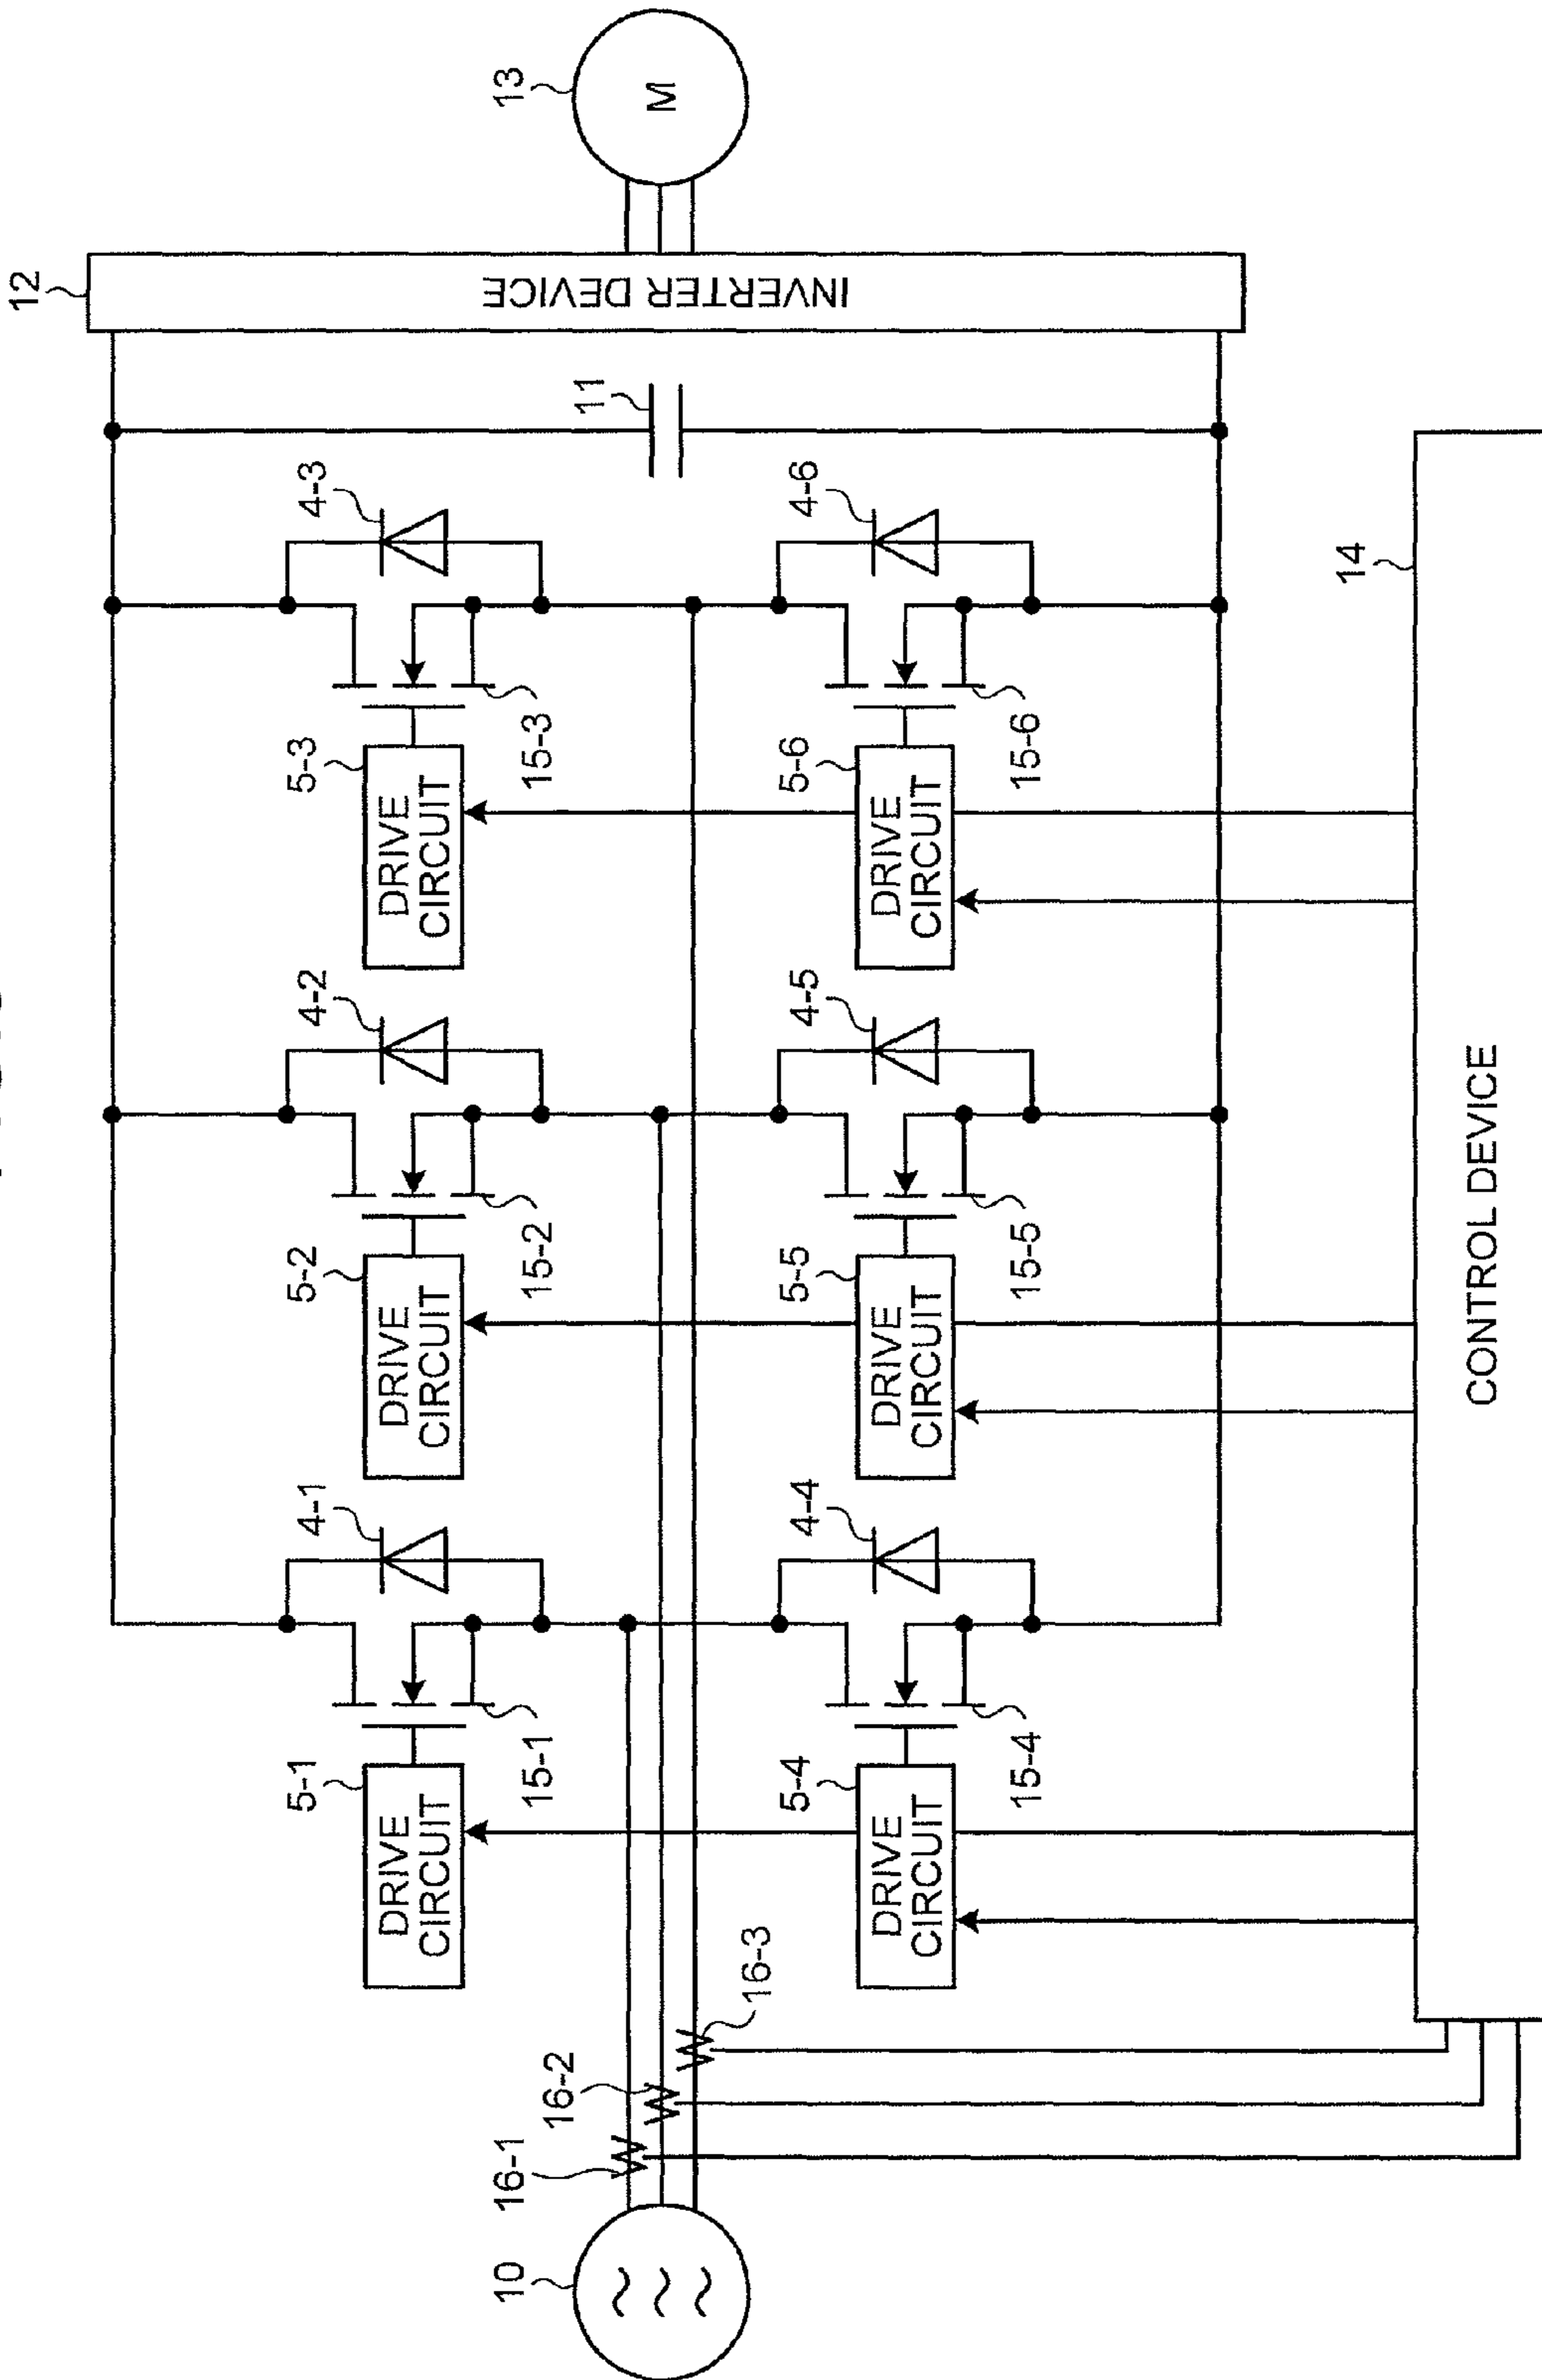 12
13
INVERTER DEVICE
M
11
4-3
4-6
14
5-3
DRIVE
CIRCUIT
15-3
5-6
DRIVE
CIRCUIT
15-6
4-2
4-5
5-2
DRIVE
CIRCUIT
15-2
5-5
DRIVE
CIRCUIT
15-5
CONTROL DEVICE
4-1
4-4
5-1
DRIVE
CIRCUIT
15-1
5-4
DRIVE
CIRCUIT
15-4
16-3
16-2
16-1
10